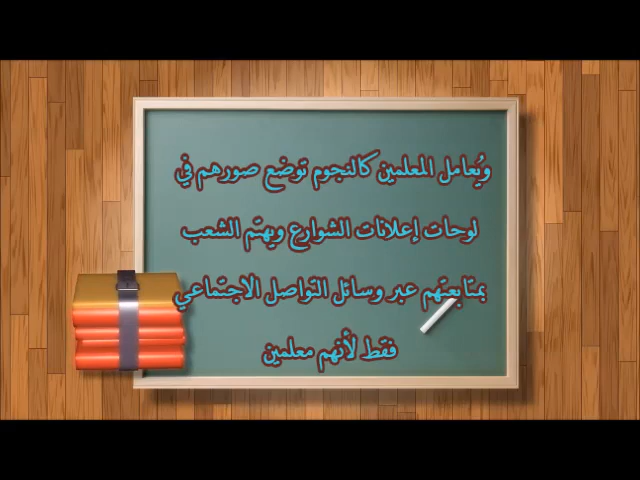 ويُعامل المعلمين كالنجوم توضع صورهم في
لوحات إعلانات الشوارع ويهتم الشعب
بمتابعتهم عبر وسائل التواصل الاجتماعي
فقط لأنهم معلمين